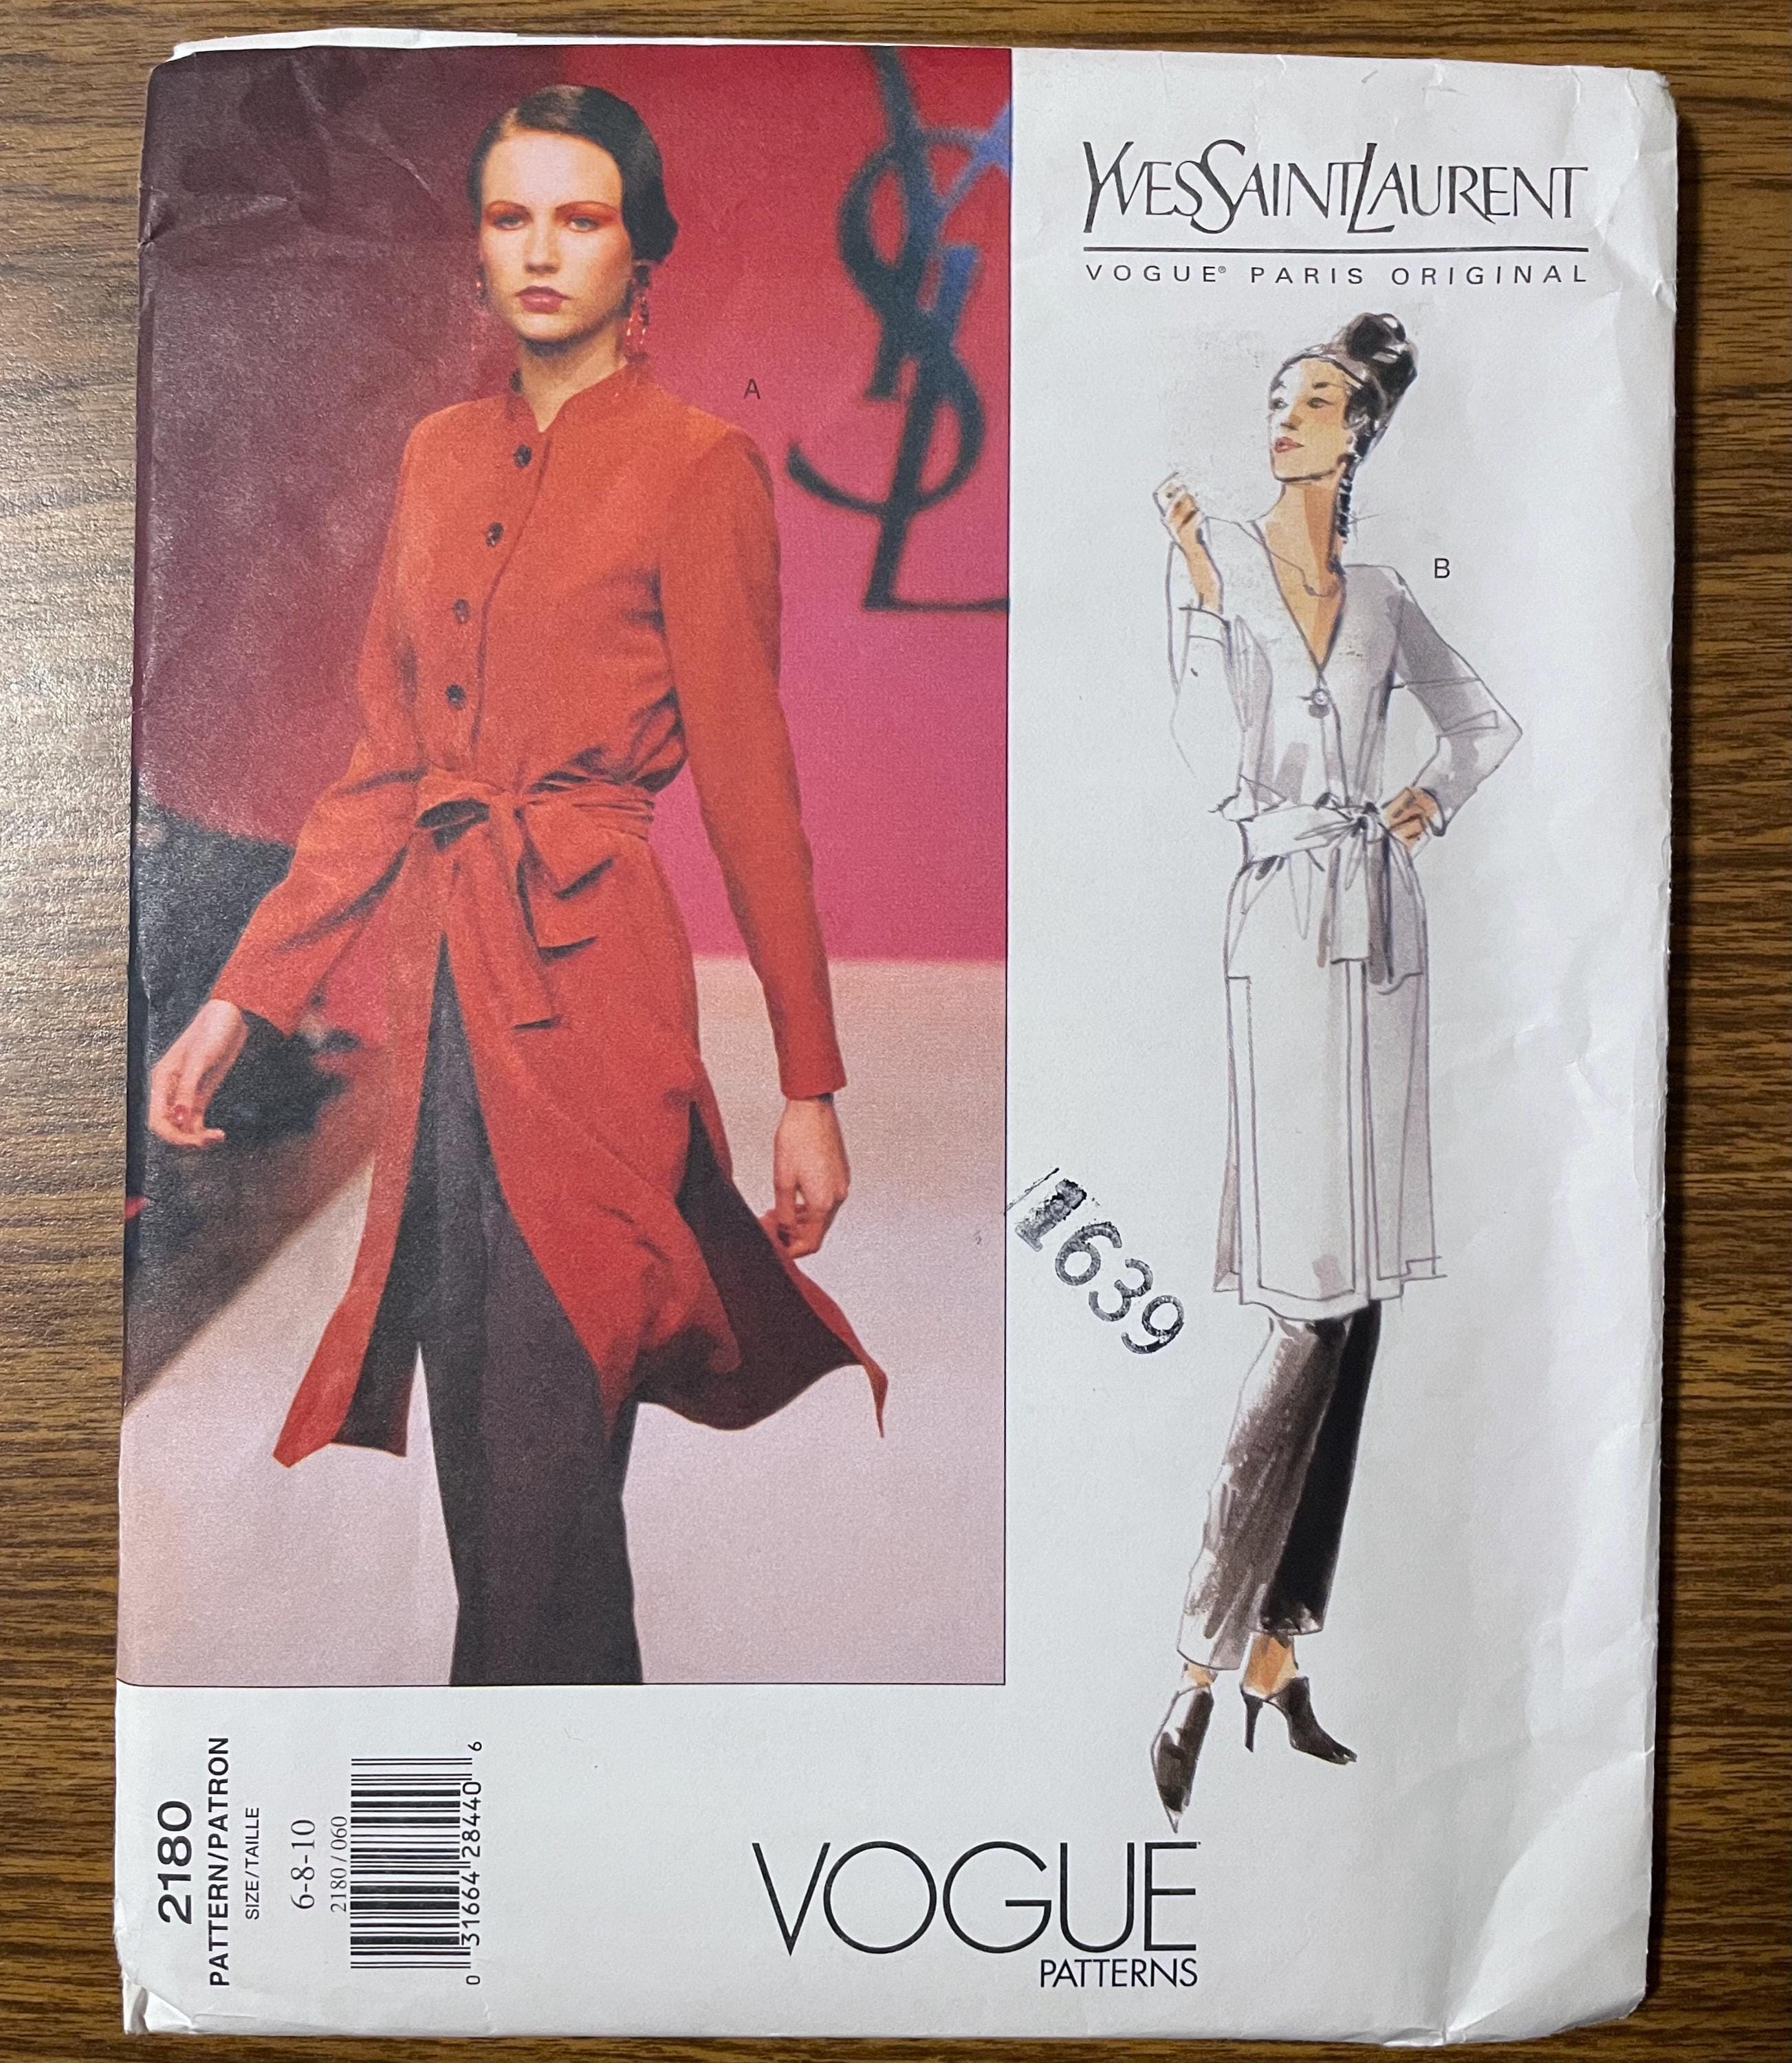 YSL
A
YVESSAINTLAURENT
VOGUE® PARIS ORIGINAL
B
1639
2180
PATTERN/PATRON
SIZE/TAILLE
6-8-10
2180/060
0 31664 28440 6
VOGUE
PATTERNS